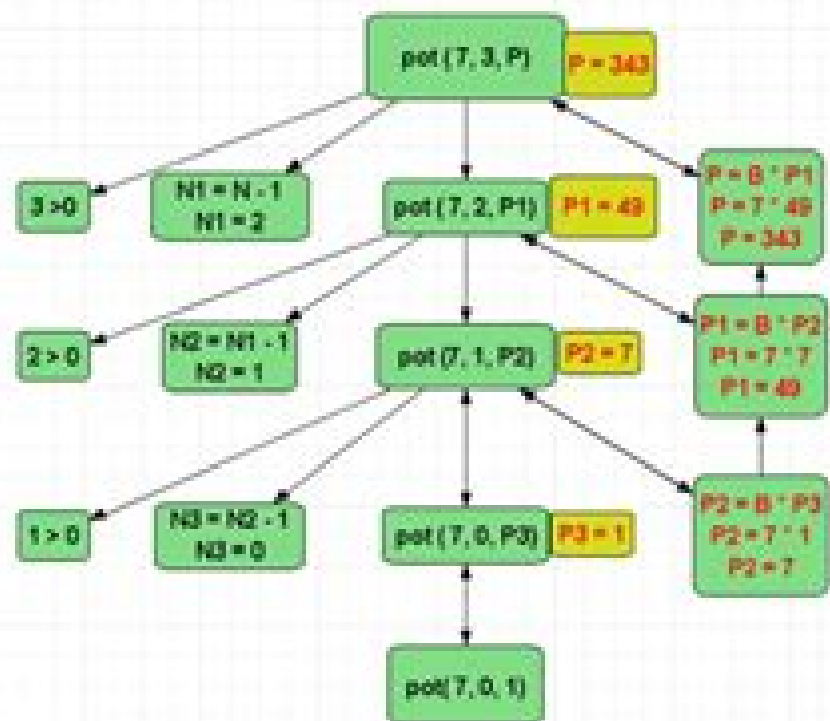 pot (7, 3, P)
P = 343
3 >0
N1 = N - 1
N1 = 2
pot (7, 2, P1)
P1 = 49
P = B * P1
P = 7 * 49
P = 343
2 > 0
N2 = N1 - 1
N2 = 1
pot (7, 1, P2)
P2 = 7
P1 = B * P2
P1 = 7 * 7
P1 = 49
1 > 0
N3 = N2 - 1
N3 = 0
pot (7, 0, P3)
P3 = 1
P2 = B * P3
P2 = 7 * 1
P2 = 7
pot( 7, 0, 1)